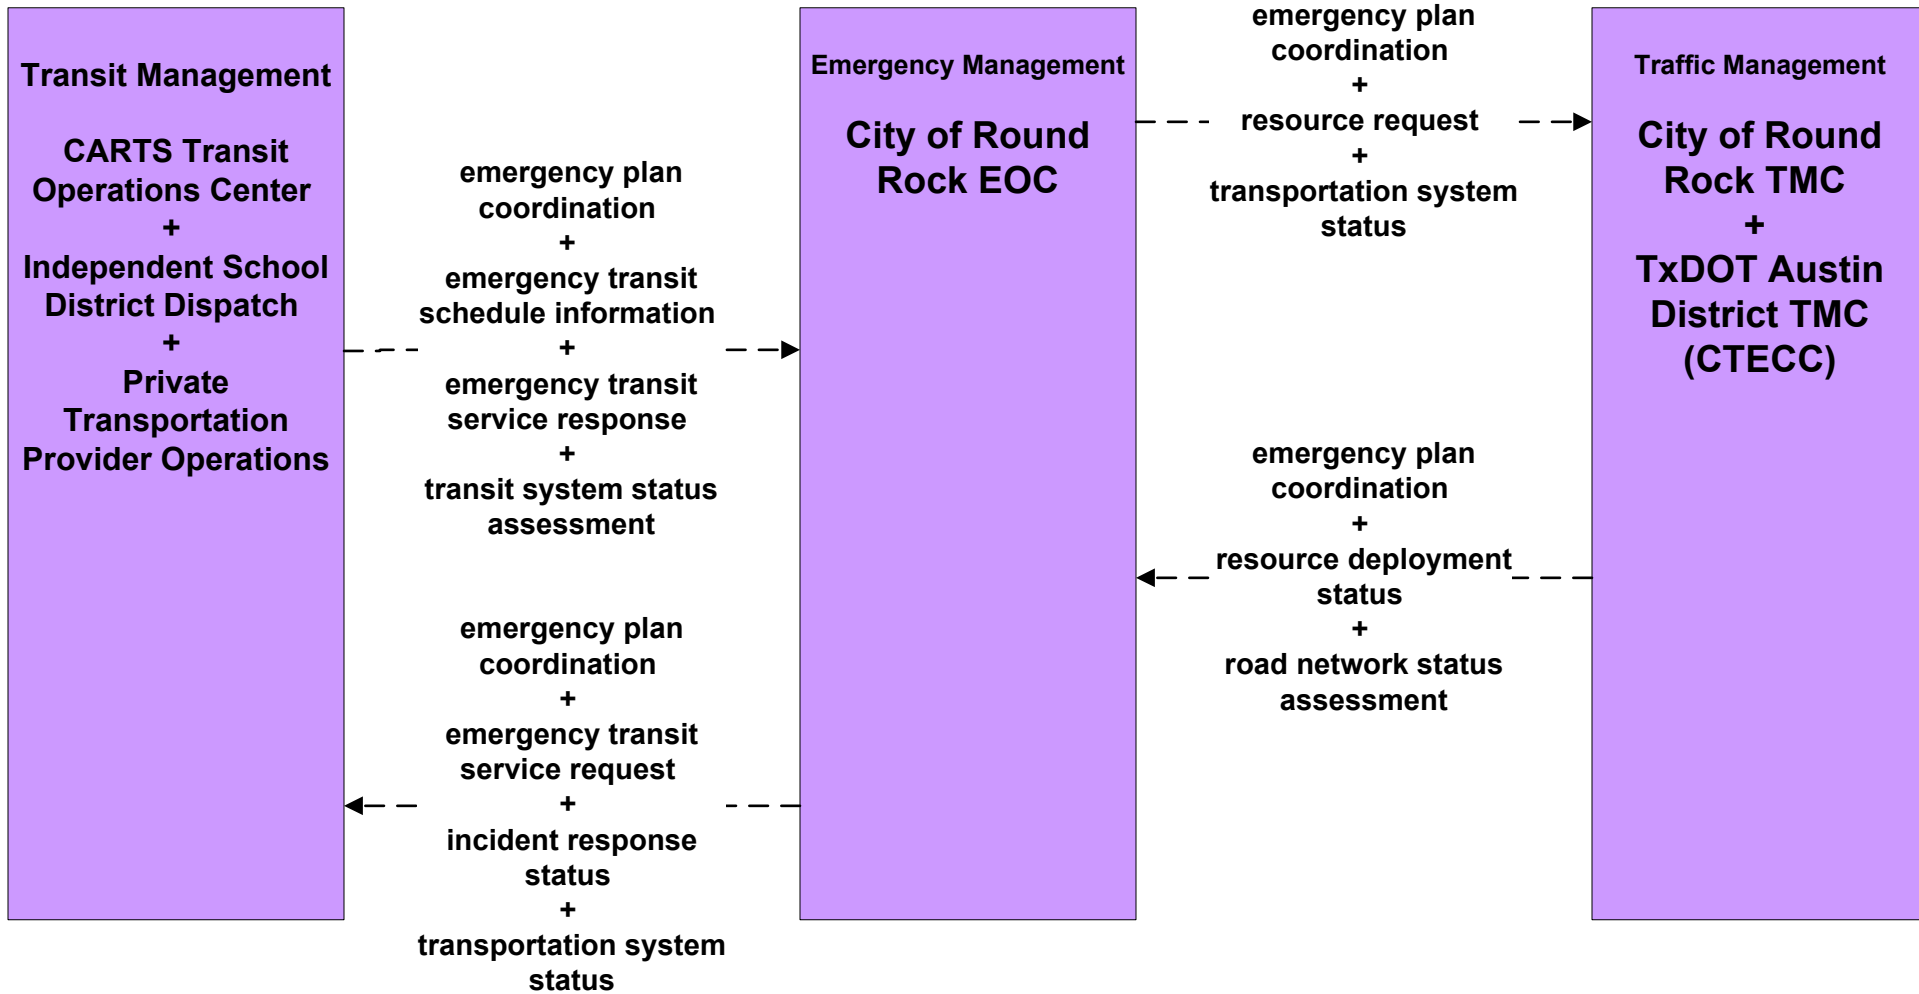 Transit Management
CARTS Transit
Operations Center
+
Independent School
District Dispatch
+
Private
Transportation
Provider Operations
emergency plan
coordination
+
emergency transit
schedule information
+
emergency transit
service response
+
transit system status
assessment
emergency plan
coordination
+
emergency transit
service request
+
incident response
status
+
transportation system
status
Emergency Management
City of Round
Rock EOC
emergency plan
coordination
+
resource request
+
transportation system
status
emergency plan
coordination
+
resource deployment
status
+
road network status
assessment
Traffic Management
City of Round
Rock TMC
+
TxDOT Austin
District TMC
(CTECC)